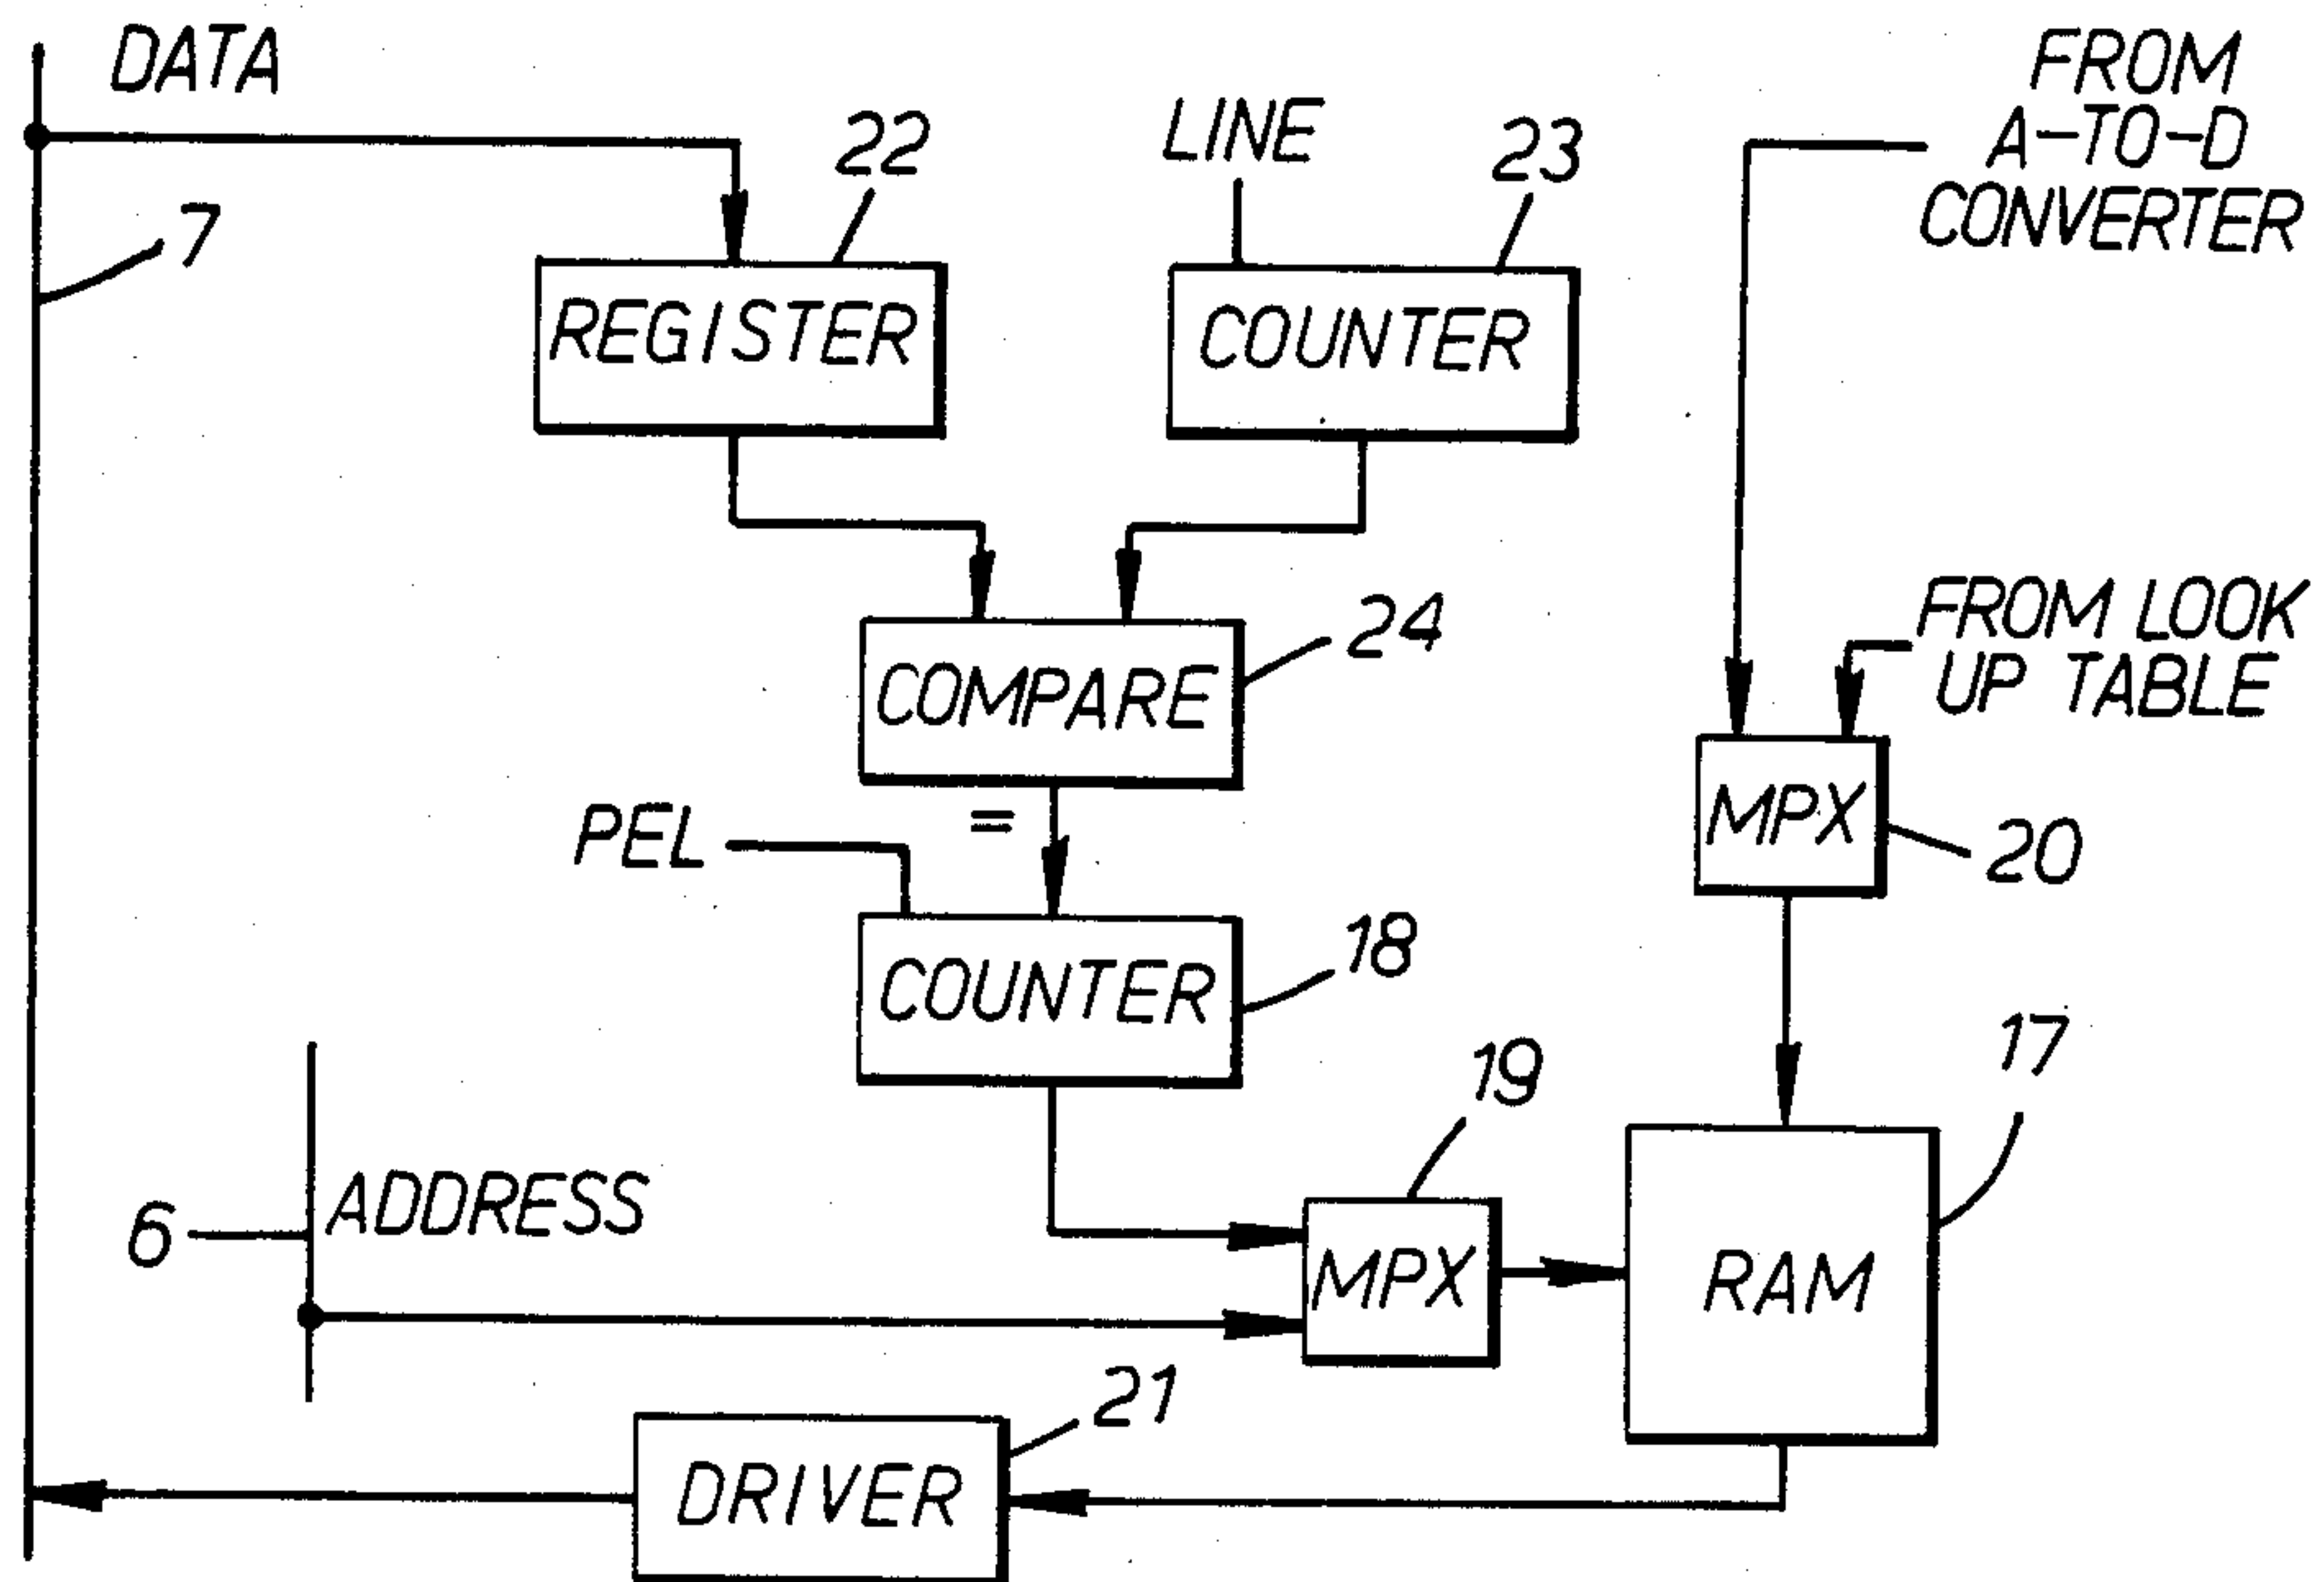 DATA
7
22
REGISTER
LINE
23
COUNTER
FROM
A-TO-D
CONVERTER
24
COMPARE
FROM LOOK
UP TABLE
MPX
20
PEL
=
18
COUNTER
17
19
6
ADDRESS
MPX
RAM
21
DRIVER